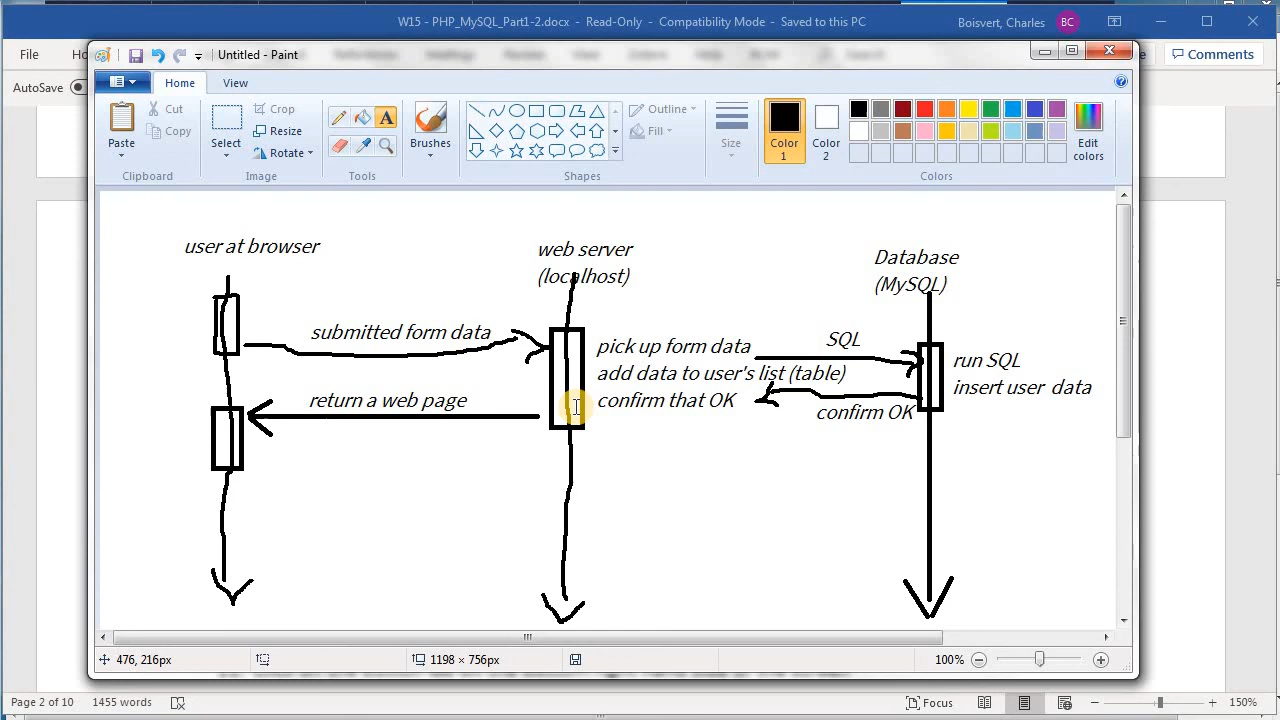 W15 - PHP_MySQL_Part1-2.docx - Read-Only - Compatibility Mode - Saved to this PC
Boisvert, Charles
BC
File
Comments
AutoSave
Untitled - Paint
Home
View
Paste
Cut
Copy
Clipboard
Select
Crop
Resize
Rotate
Image
A
Tools
Brushes
Outline
Fill
Shapes
Size
Color
1
Color
2
Edit
colors
Colors
user at browser
web server
(localhost)
Database
(MySQL)
submitted form data
pick up form data
add data to user's list (table)
confirm that OK
SQL
run SQL
insert user data
return a web page
confirm OK
476, 216px
1198 × 756px
100%
Page 2 of 10
1455 words
Focus
150%